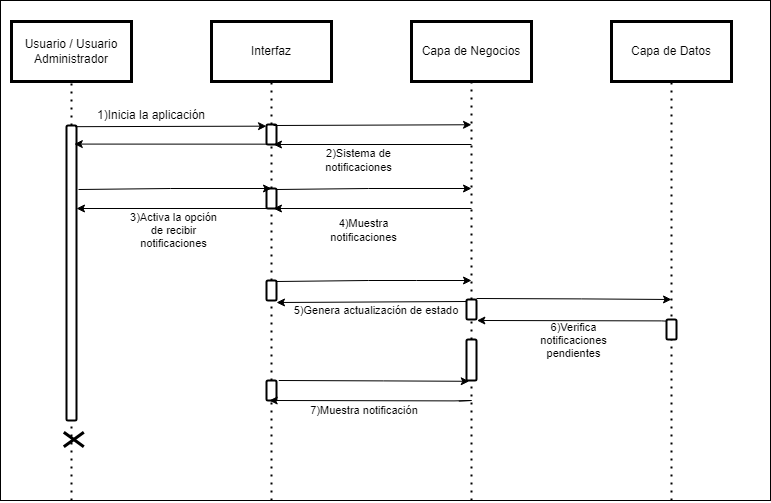 Usuario / Usuario
Administrador
Interfaz
Capa de Negocios
Capa de Datos
1)Inicia la aplicación
2)Sistema de
notificaciones
3)Activa la opción
de recibir
notificaciones
4)Muestra
notificaciones
5)Genera actualización de estado
6)Verifica
notificaciones
pendientes
7)Muestra notificación